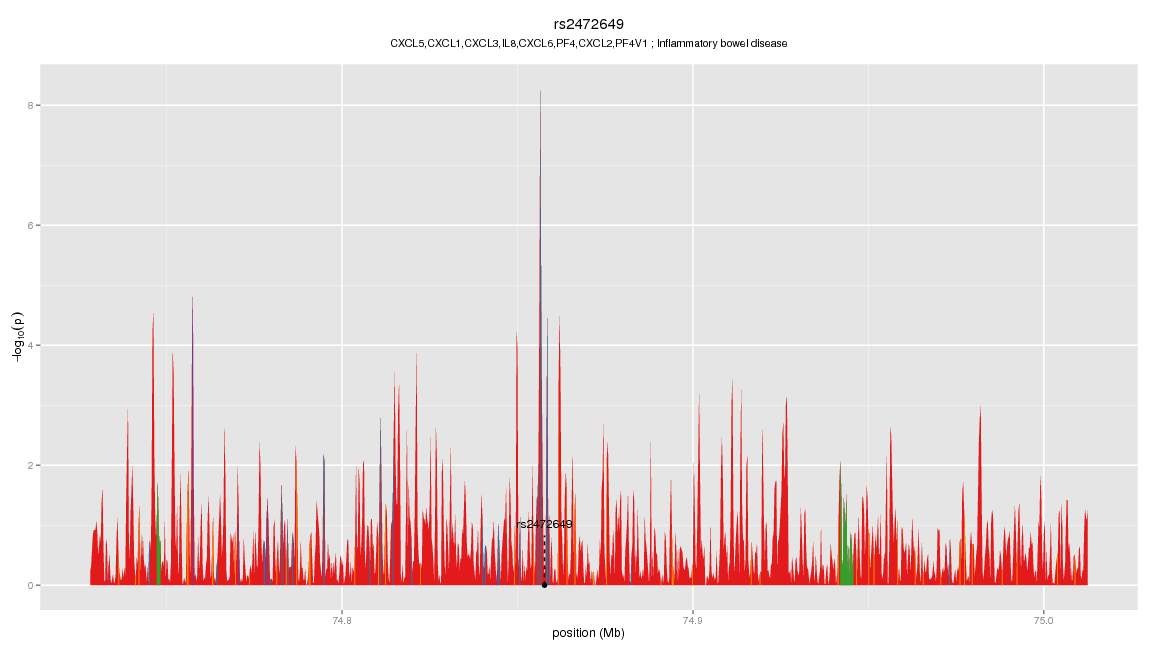 rs2472649
CXCL5,CXCL1,CXCL3,IL8,CXCL6,PF4,CXCL2,PF4V1 ; Inflammatory bowel disease
8
6
4
2
0
−log10(p)
rs2472649
74.8 74.9 75.0
position (Mb)